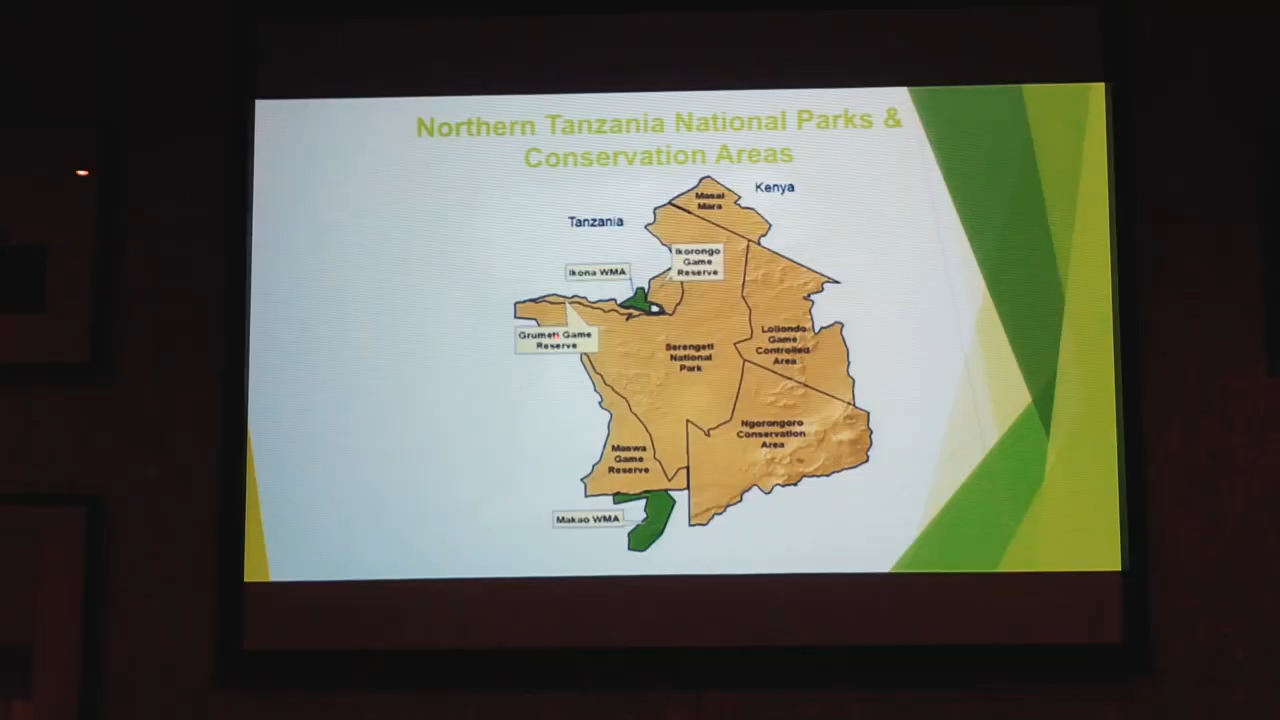 Northern Tanzania National Parks &
Conservation Areas
Kenya
Masai
Mara
Tanzania
Ikorongo
Game
Reserve
Ikona WMA
Grumeti Game
Reserve
Serengeti
National
Park
Loliondo
Game
Controlled
Area
Ngorongoro
Conservation
Area
Maswa
Game
Reserve
Makao WMA